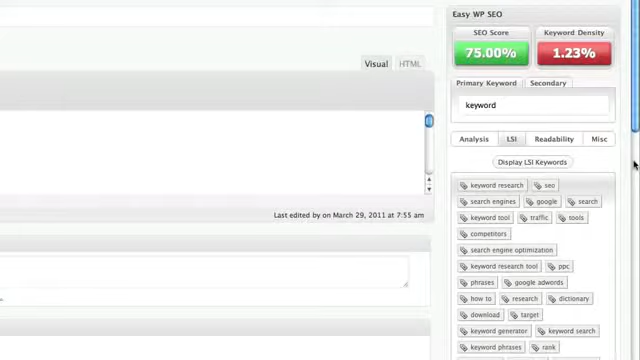 Easy WP SEO
SEO Score
Keyword Density
75.00%
1.23%
Visual
HTML
Primary Keyword
Secondary
keyword
Analysis
LSI
Readability
Misc
Display LSI Keywords
keyword research
seo
search engines
google
search
keyword tool
traffic
tools
competitors
search engine optimization
keyword research tool
ppc
phrases
google adwords
how to
research
dictionary
download
target
keyword generator
keyword search
keyword phrases
rank
Last edited by on March 29, 2011 at 7:55 am